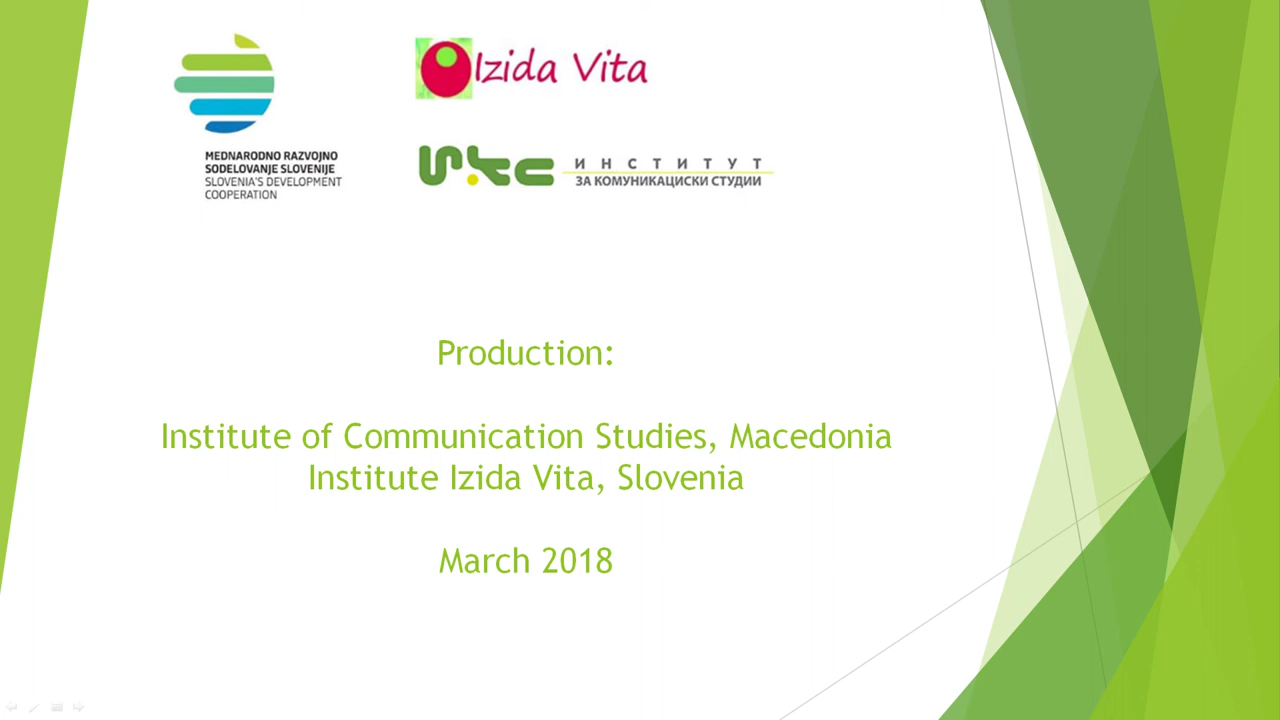 Izida Vita
MEDNARODNO RAZVOJNO
SODELOVANJE SLOVENIJE
SLOVENIA'S DEVELOPMENT
COOPERATION
ИНСТИТУТ
ЗА КОМУНИКАЦИСКИ СТУДИИ
Production:
Institute of Communication Studies, Macedonia
Institute Izida Vita, Slovenia
March 2018